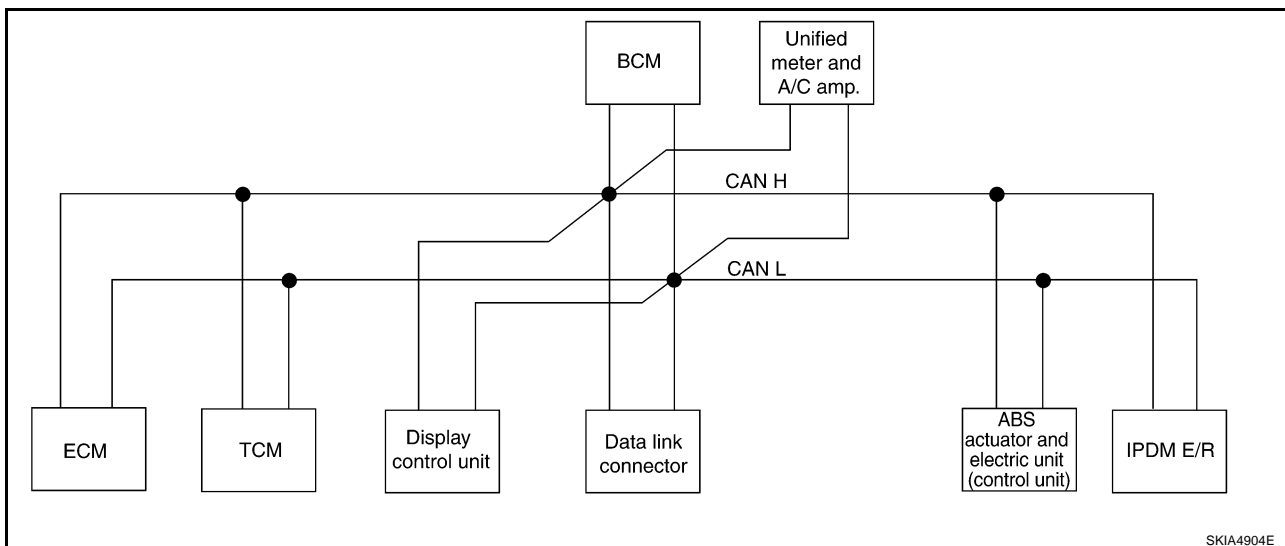 BCM
Unified
meter and
A/C amp.
CAN H
CAN L
ECM
TCM
Display
control unit
Data link
connector
ABS
actuator and
electric unit
(control unit)
IPDM E/R
SKIA4904E